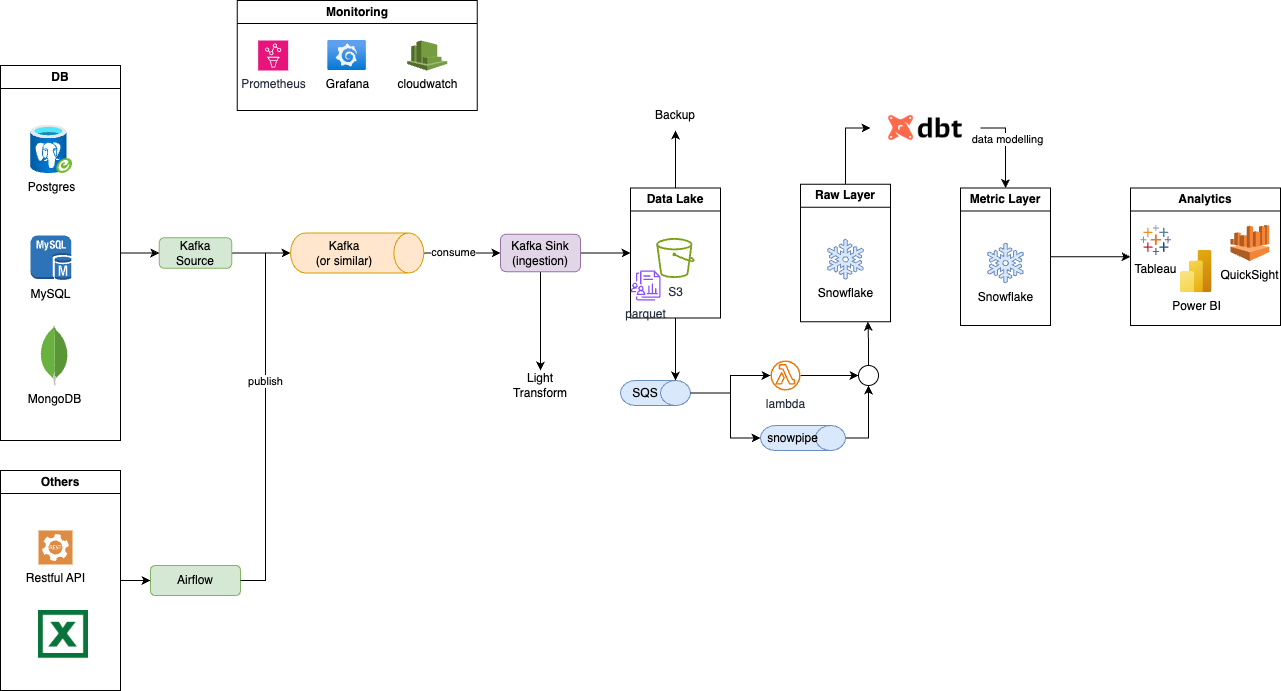 Monitoring
Prometheus
Grafana
cloudwatch
DB
Postgres
MySQL
MySQL
MongoDB
Kafka
Source
Kafka
(or similar)
consume
Kafka Sink
(ingestion)
Light
Transform
publish
Others
REST
Restful API
X
Airflow
Backup
Data Lake
S3
parquet
SQS
lambda
snowpipe
Raw Layer
Snowflake
dbt
data modelling
Metric Layer
Snowflake
Analytics
Tableau
Power BI
QuickSight